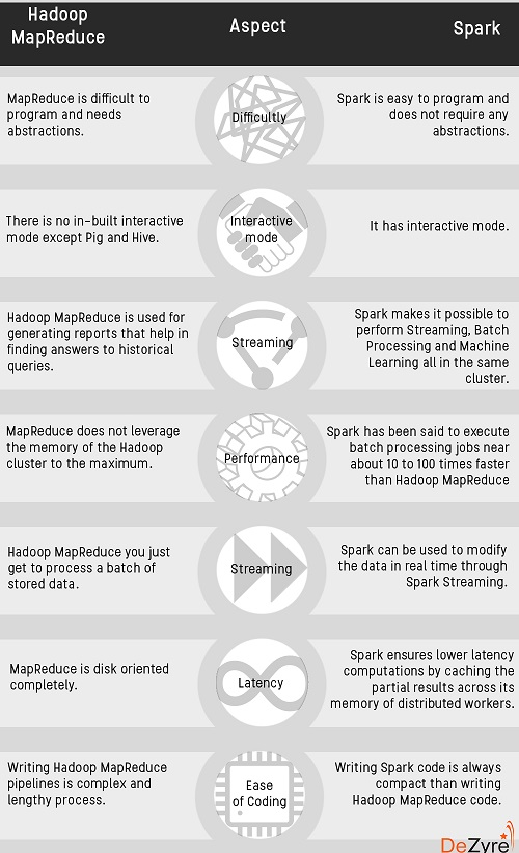 Hadoop
MapReduce
Aspect
Spark
MapReduce is difficult to
program and needs
abstractions.
Difficultly
Spark is easy to program and
does not require any
abstractions.
There is no in-built interactive
mode except Pig and Hive.
Interactive
mode
It has interactive mode.
Hadoop MapReduce is used for
generating reports that help in
finding answers to historical
queries.
Streaming
Spark makes it possible to
perform Streaming, Batch
Processing and Machine
Learning all in the same
cluster.
MapReduce does not leverage
the memory of the Hadoop
cluster to the maximum.
Performance
Spark has been said to execute
batch processing jobs near
about 10 to 100 times faster
than Hadoop MapReduce
Hadoop MapReduce you just
get to process a batch of
stored data.
Streaming
Spark can be used to modify
the data in real time through
Spark Streaming.
MapReduce is disk oriented
completely.
Latency
Spark ensures lower latency
computations by caching the
partial results across its
memory of distributed workers.
Writing Hadoop MapReduce
pipelines is complex and
lengthy process.
Ease
of Coding
Writing Spark code is always
compact than writing
Hadoop MapReduce code.
DeZyre